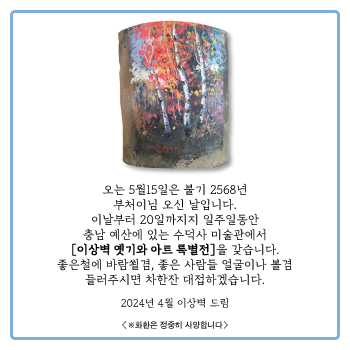 오는 5월15일은 불기 2568년
부처이님 오신 날입니다.
이날부터 20일까지지 일주일동안
충남 예산에 있는 수덕사 미술관에서
[이상벽 옛기와 아트 특별전]을 갖습니다.
좋은철에 바람쐴겸, 좋은 사람들 얼굴이나 볼겸
들러주시면 차한잔 대접하겠습니다.
2024년 4월 이상벽 드림
<※화환은 정중히 사양합니다>